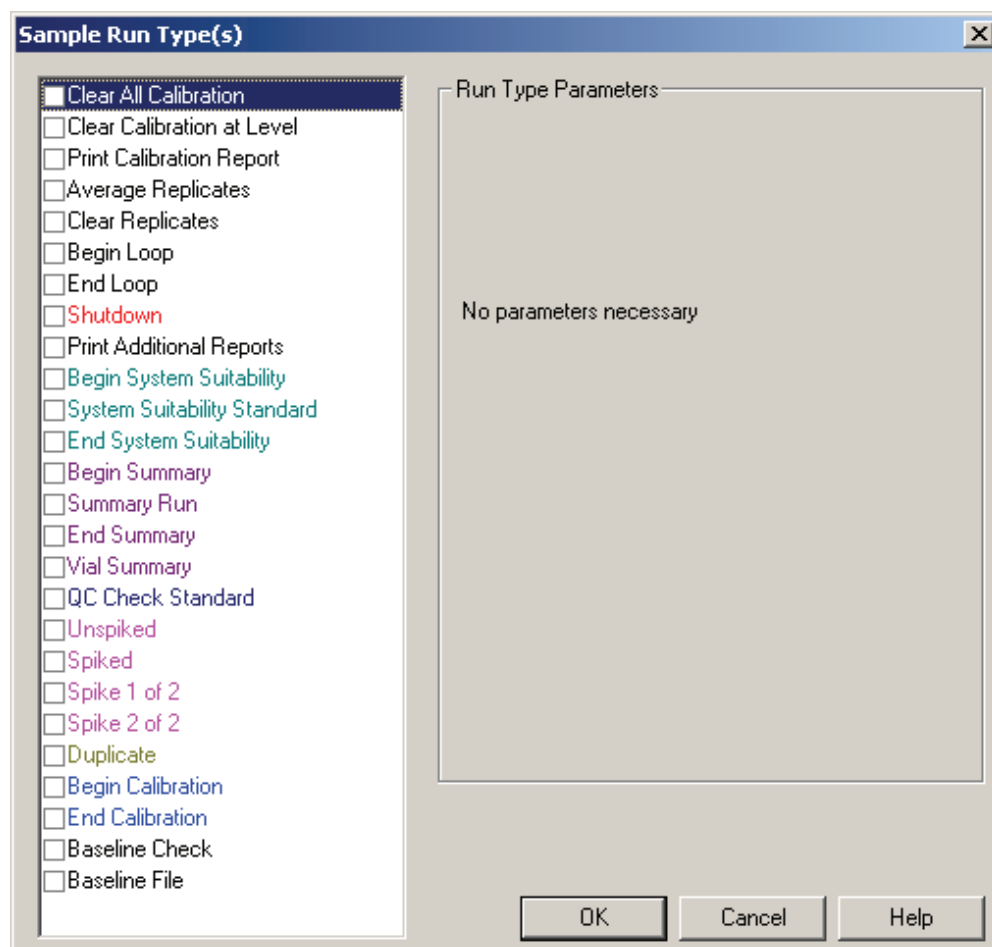 Sample Run Type(s)
Clear All Calibration
Clear Calibration at Level
Print Calibration Report
Average Replicates
Clear Replicates
Begin Loop
End Loop
Shutdown
Print Additional Reports
Begin System Suitability
System Suitability Standard
End System Suitability
Begin Summary
Summary Run
End Summary
Vial Summary
QC Check Standard
Unspiked
Spiked
Spike 1 of 2
Spike 2 of 2
Duplicate
Begin Calibration
End Calibration
Baseline Check
Baseline File
Run Type Parameters
No parameters necessary
OK
Cancel
Help